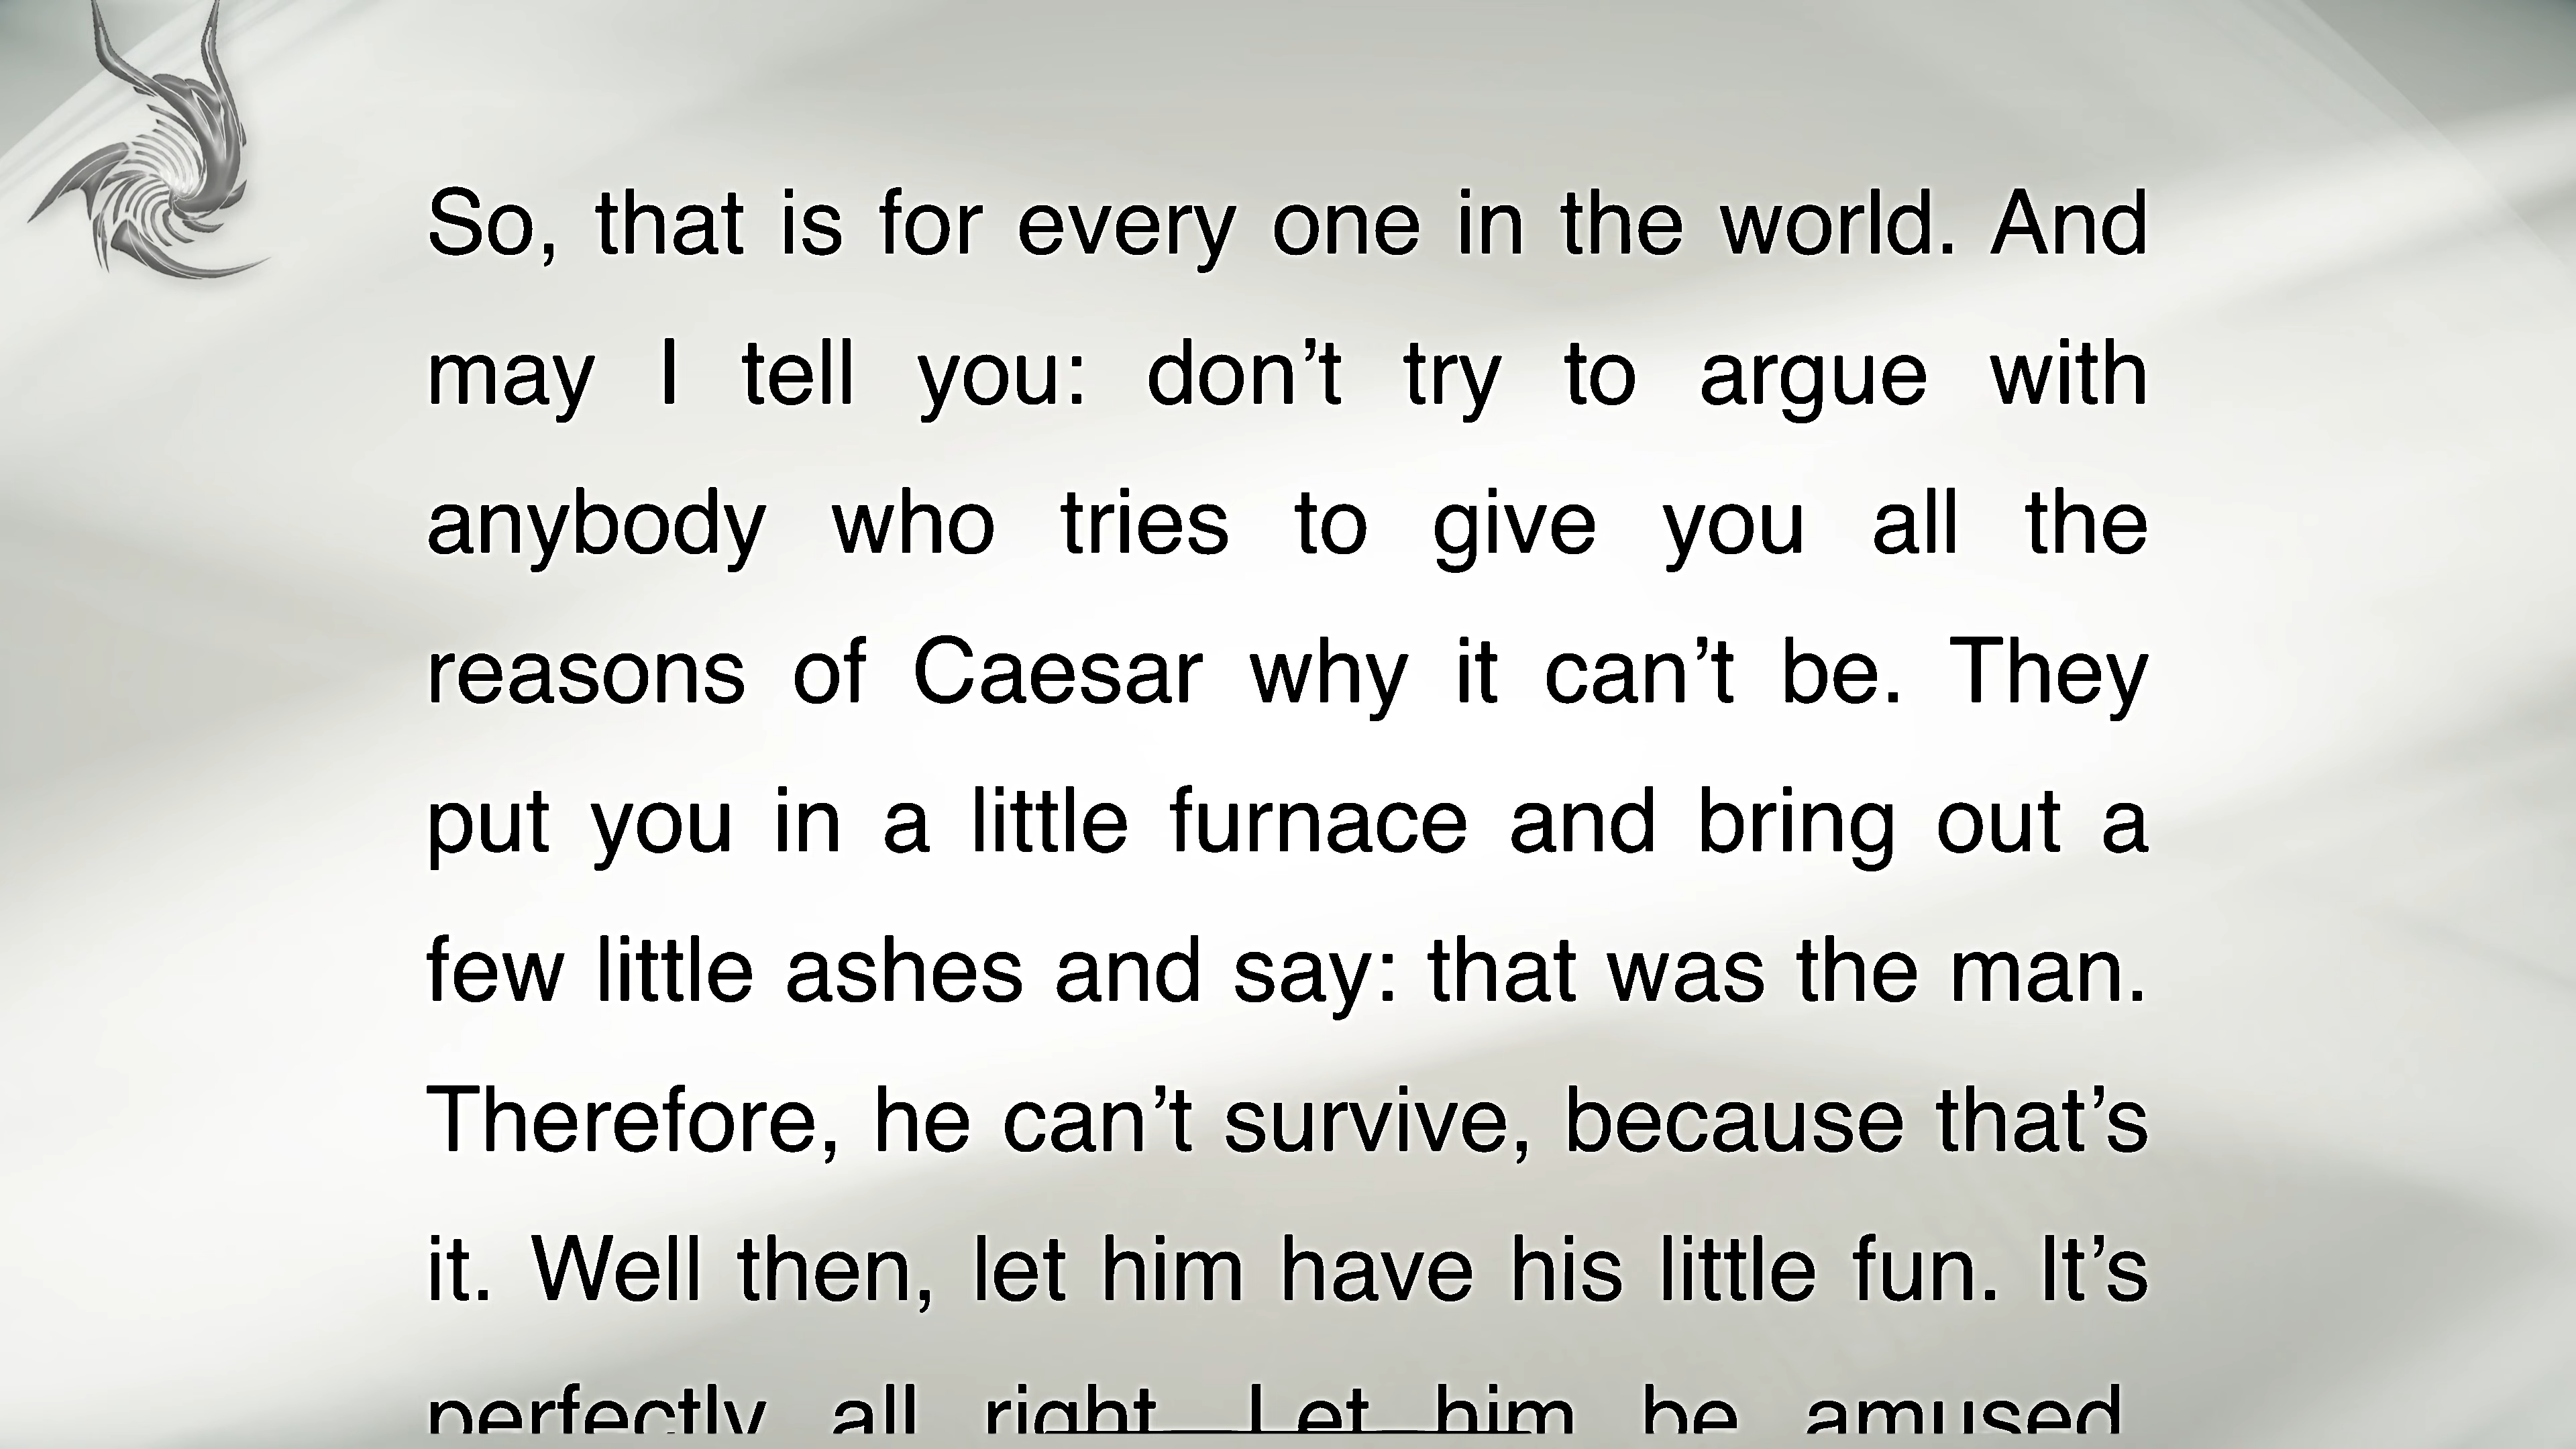 So, that is for every one in the world. And
may I tell you: don’t try to argue with
anybody who tries to give you all the
reasons of Caesar why it can’t be. They
put you in a little furnace and bring out a
few little ashes and say: that was the man.
Therefore, he can’t survive, because that’s
it. Well then, let him have his little fun. It’s
perfectly all right. Let him be amused.